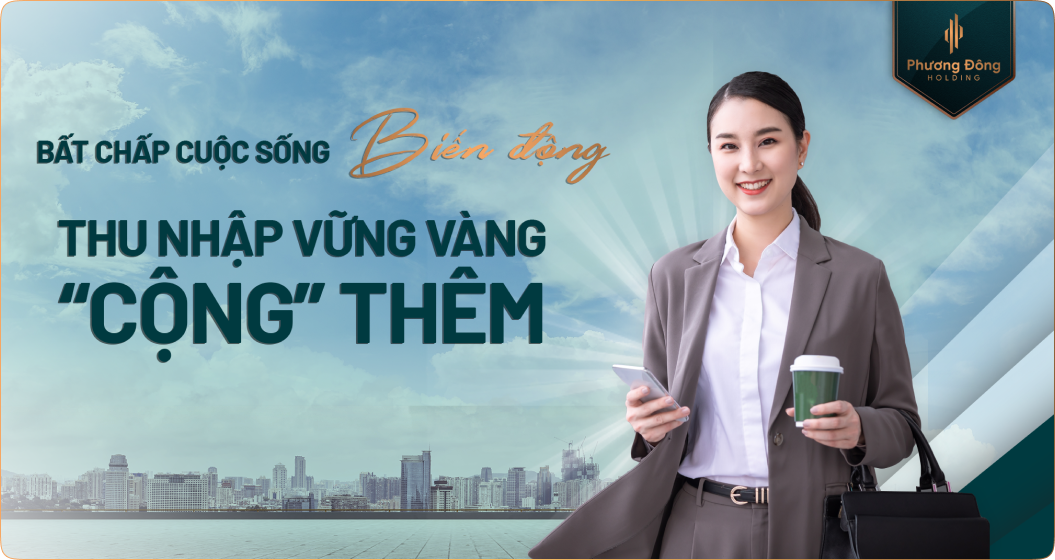 Phương Đông
HOLDING
BẤT CHẤP CUỘC SỐNG Biến động
THU NHẬP VỮNG VÀNG
“CỘNG” THÊM